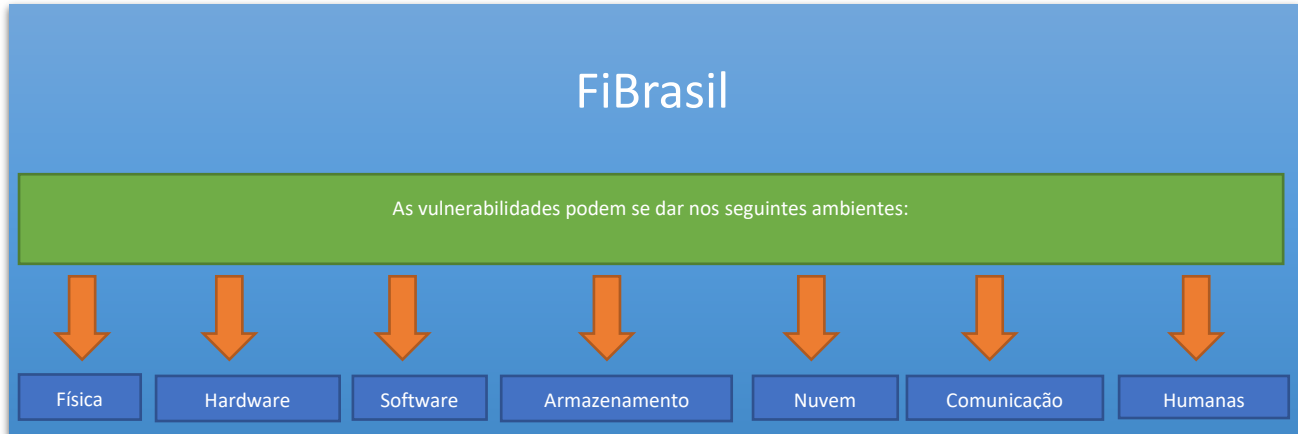 FiBrasil
As vulnerabilidades podem se dar nos seguintes ambientes:
Física
Hardware
Software
Armazenamento
Nuvem
Comunicação
Humanas